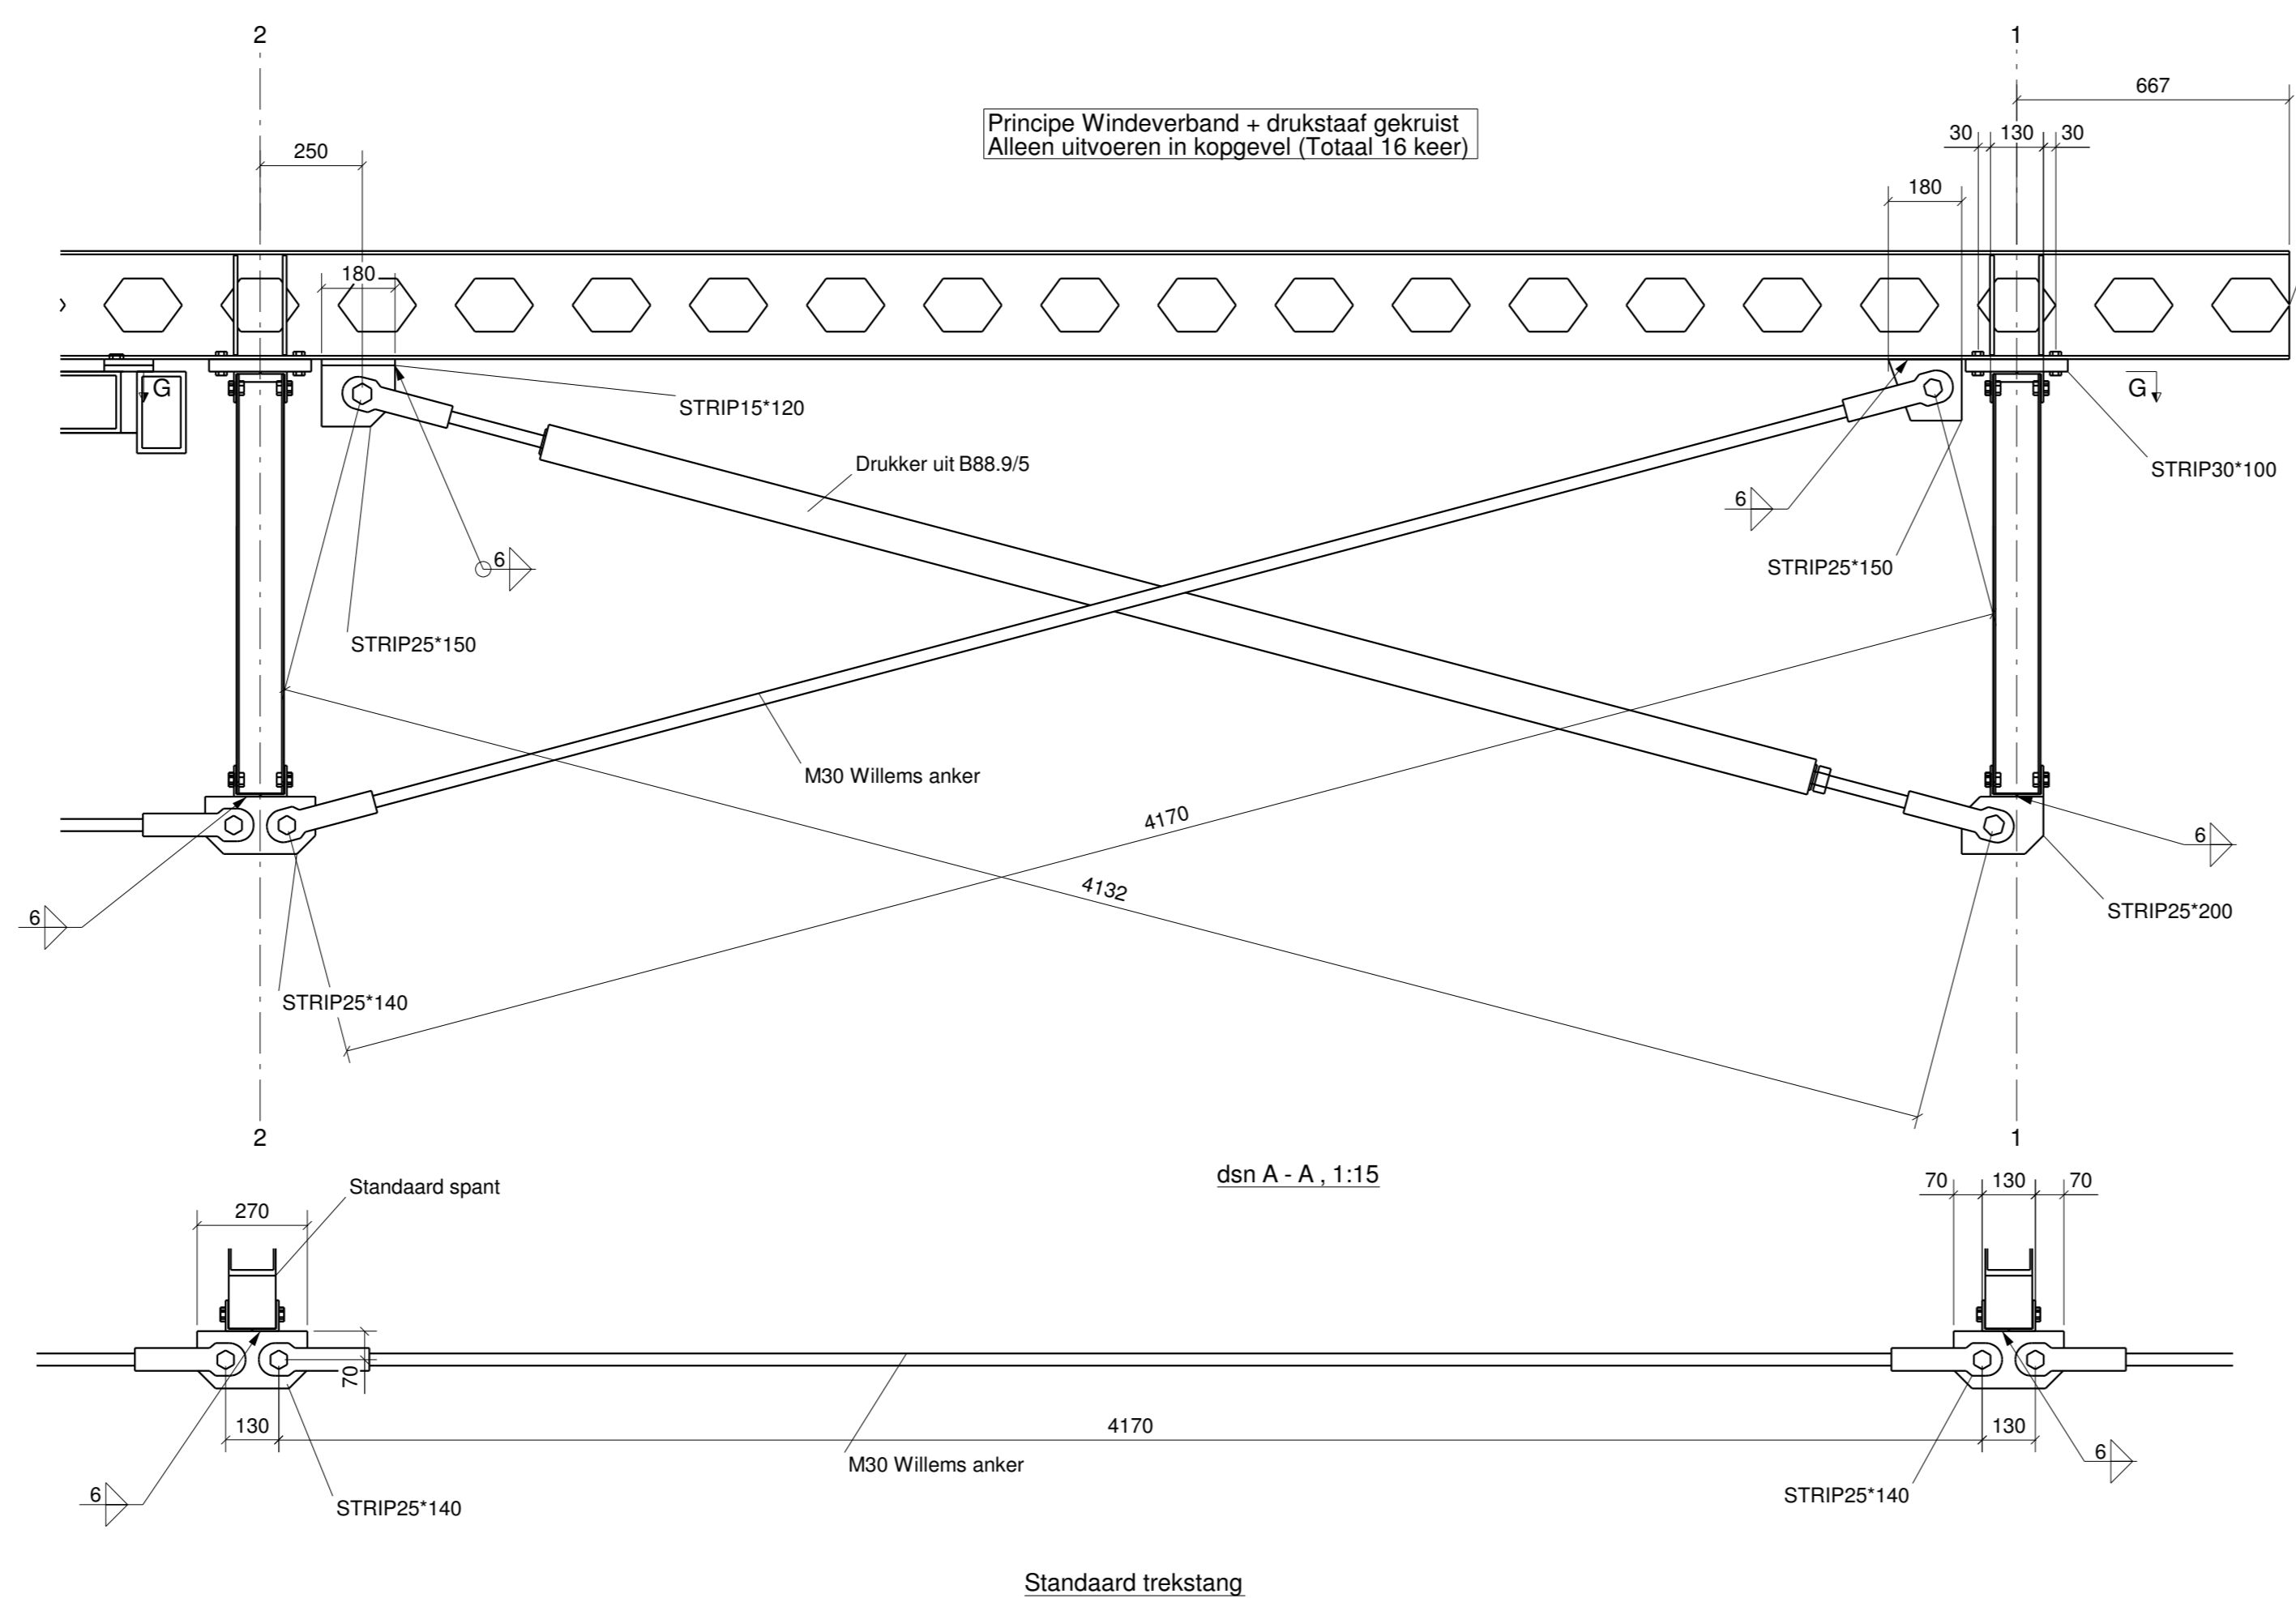 2
1
667
Principe Windeverband + drukstaaf gekruist
Alleen uitvoeren in kopgevel (Totaal 16 keer)
30
130
30
250
180
180
G
G
STRIP15*120
STRIP30*100
Drukker uit B88.9/5
6
6
STRIP25*150
STRIP25*150
M30 Willems anker
4170
4132
6
6
STRIP25*200
STRIP25*140
2
1
dsn A - A , 1:15
Standaard spant
70
130
70
270
70
130
4170
130
M30 Willems anker
6
6
STRIP25*140
STRIP25*140
Standaard trekstang